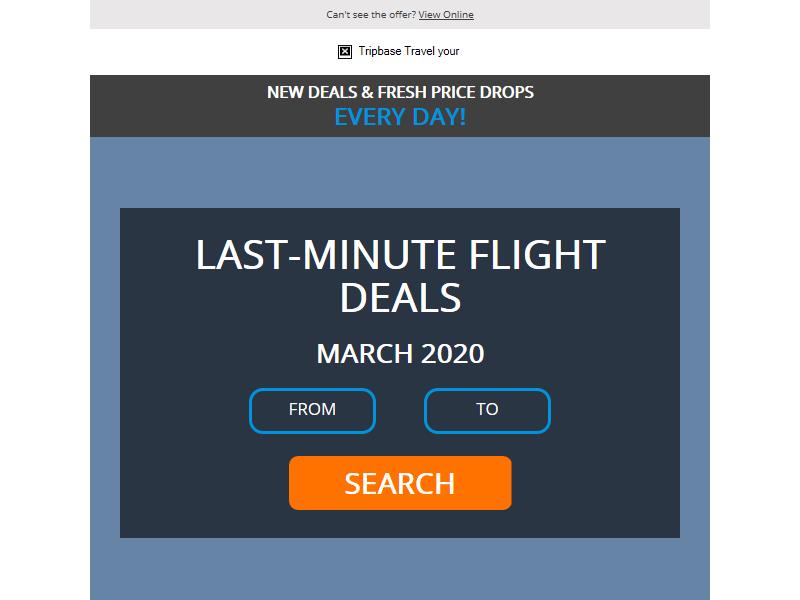 Can't see the offer? View Online
Tripbase Travel your
NEW DEALS & FRESH PRICE DROPS
EVERY DAY!
LAST-MINUTE FLIGHT
DEALS
MARCH 2020
FROM TO
SEARCH